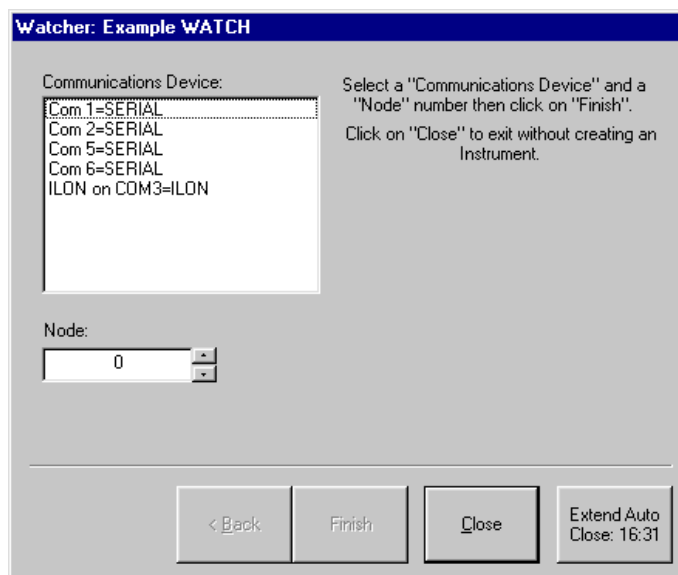 Watcher: Example WATCH
Communications Device:
Com 1=SERIAL
Com 2=SERIAL
Com 5=SERIAL
Com 6=SERIAL
ILON on COM3=ILON
Select a "Communications Device" and a
"Node" number then click on "Finish".
Click on "Close" to exit without creating an
Instrument.
Node:
0
< Back
Finish
Close
Extend Auto
Close: 16:31